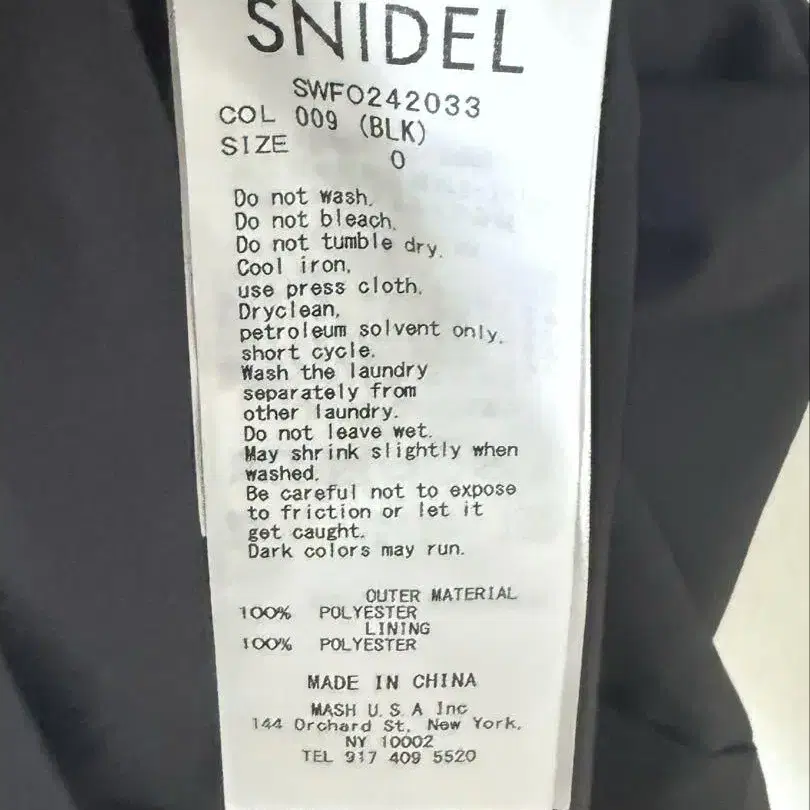 SNIDEL
SWFO242033
COL 009 (BLK)
SIZE 0
Do not wash.
Do not bleach.
Do not tumble dry.
Cool iron,
use press cloth.
Dryclean,
petroleum solvent only,
short cycle.
Wash the laundry
separately from
other laundry.
Do not leave wet.
May shrink slightly when
washed.
Be careful not to expose
to friction or let it
get caught.
Dark colors may run.
OUTER MATERIAL
100% POLYESTER
LINING
100% POLYESTER
MADE IN CHINA
MASH U.S.A Inc
144 Orchard St, New York,
NY 10002
TEL 917 409 5520